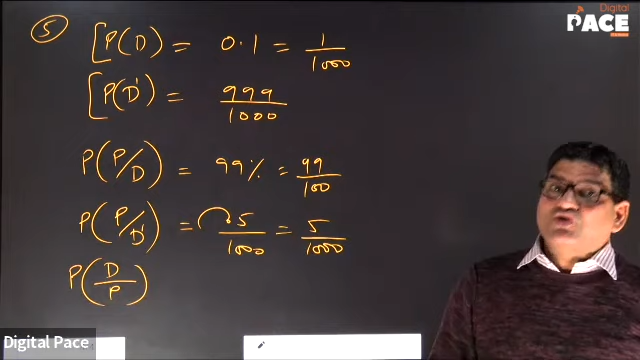 ⑤ [P(D) = 0.1 = 1/1000
[P(D') = 999/1000
P(P/D) = 99% = 99/100
P(P/D') = .5/1000 = 5/1000
P(D/P)
Digital
PACE
Digital Pace